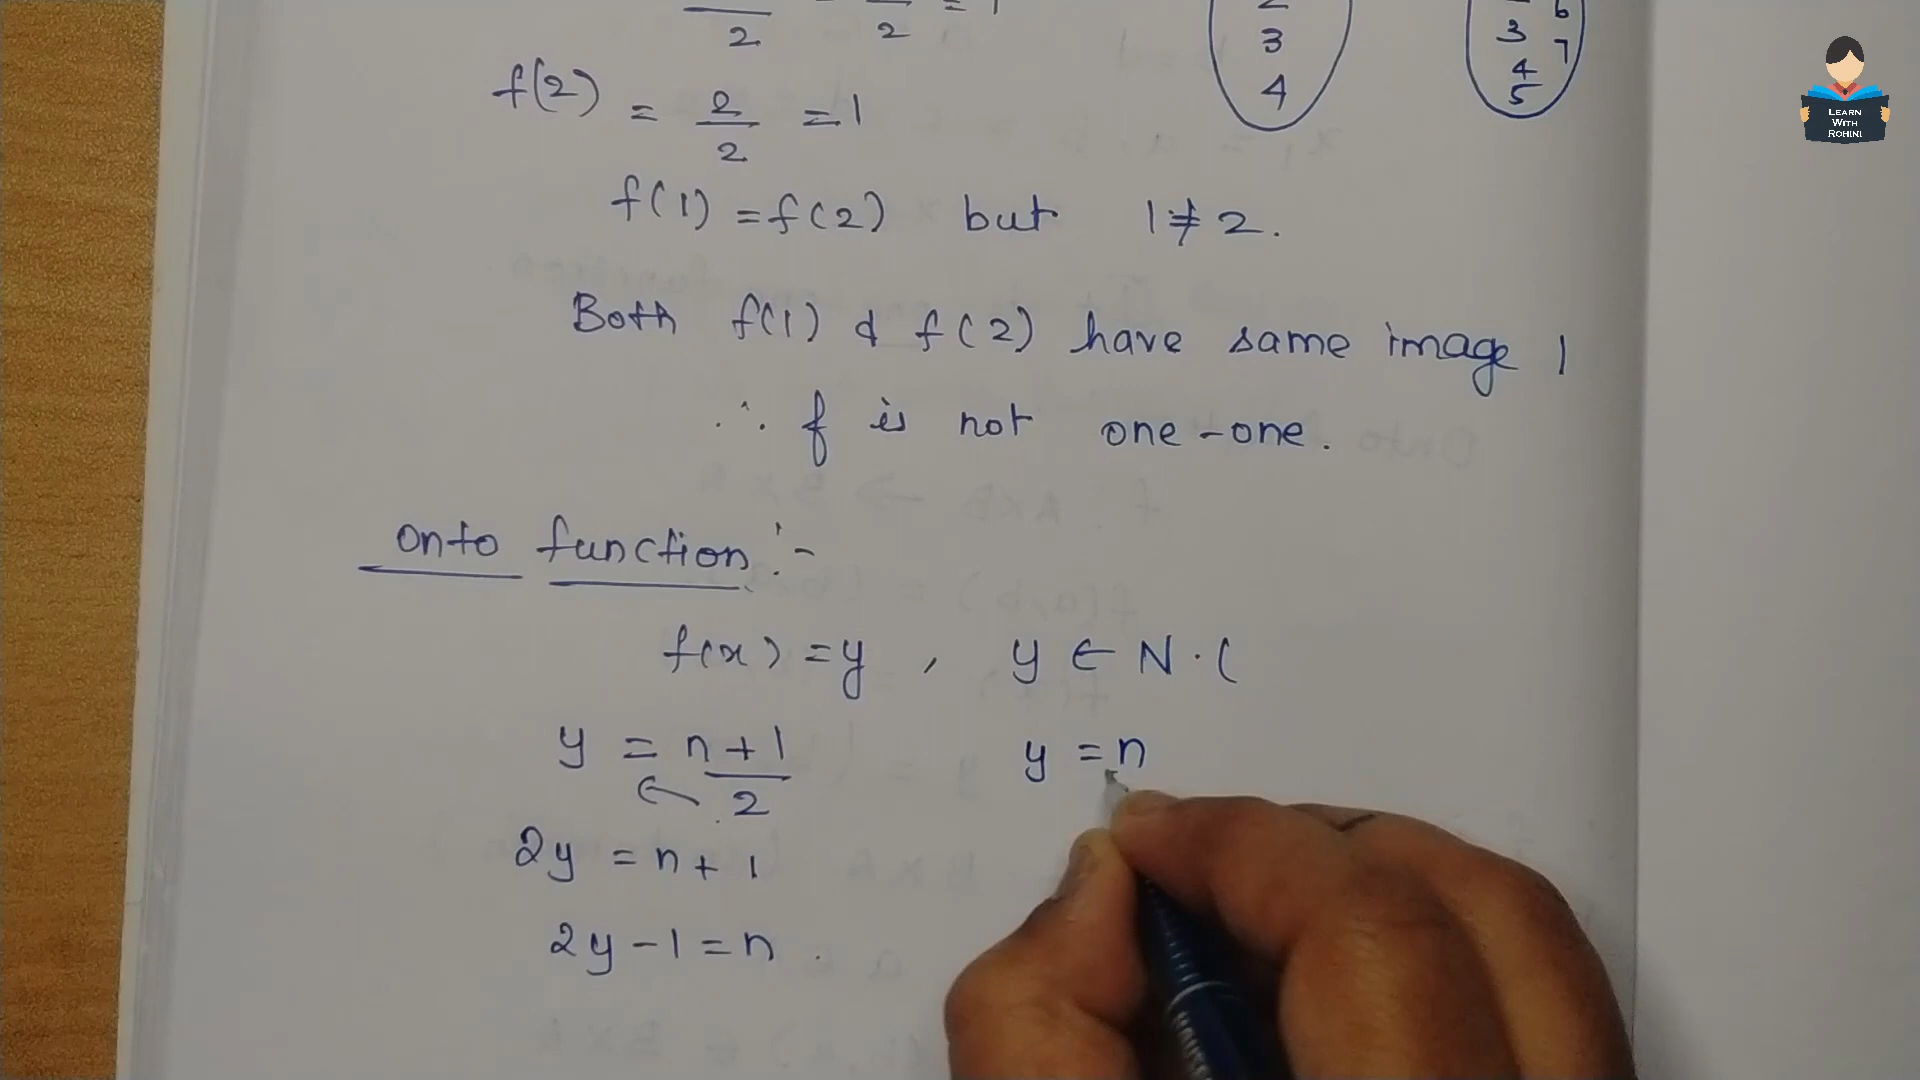 2 2 = 1
f(2) = 2/2 = 1
f(1) = f(2) but 1 ≠ 2.
Both f(1) & f(2) have same image 1
∴ f is not one-one.
onto function :-
f(x) = y , y ∈ N. (
y = n+1/2 y = n
2y = n+1
2y-1 = n.
2
3
4
6
3 7
4
5
LEARN
WITH
ROHINI